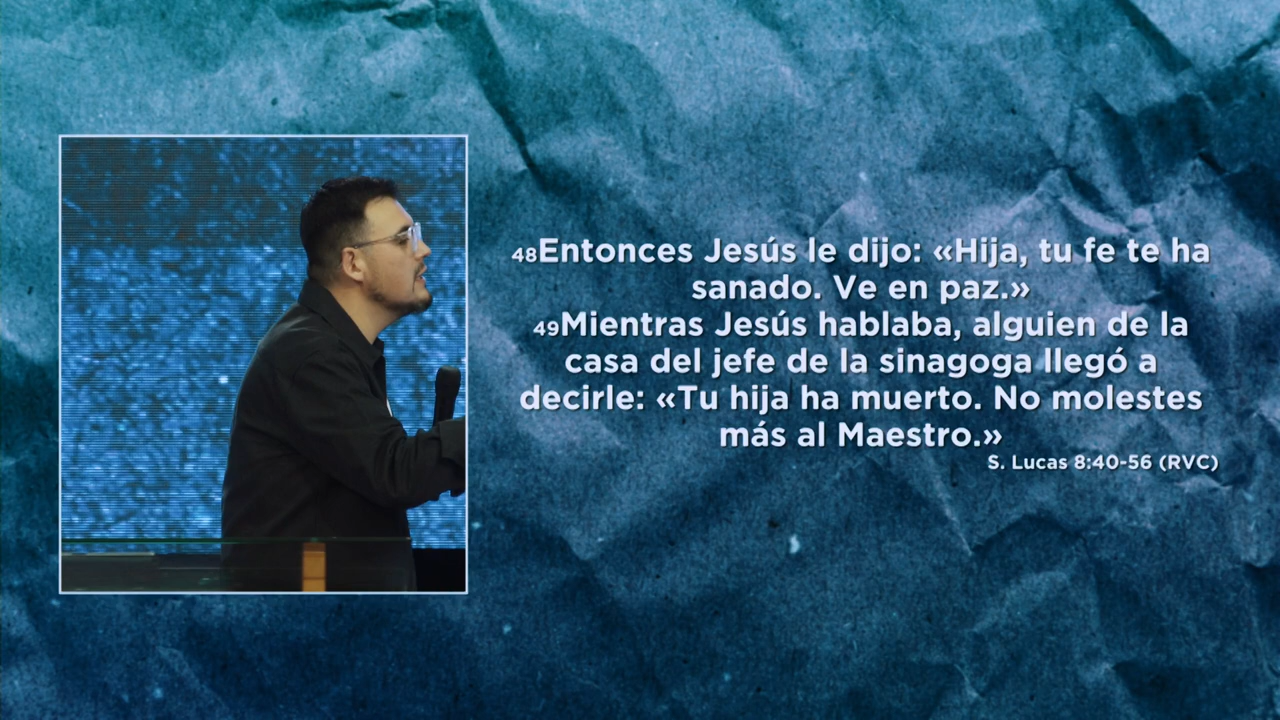 48Entonces Jesús le dijo: «Hija, tu fe te ha
sanado. Ve en paz.»
49Mientras Jesús hablaba, alguien de la
casa del jefe de la sinagoga llegó a
decirle: «Tu hija ha muerto. No molestes
más al Maestro.»
S. Lucas 8:40-56 (RVC)